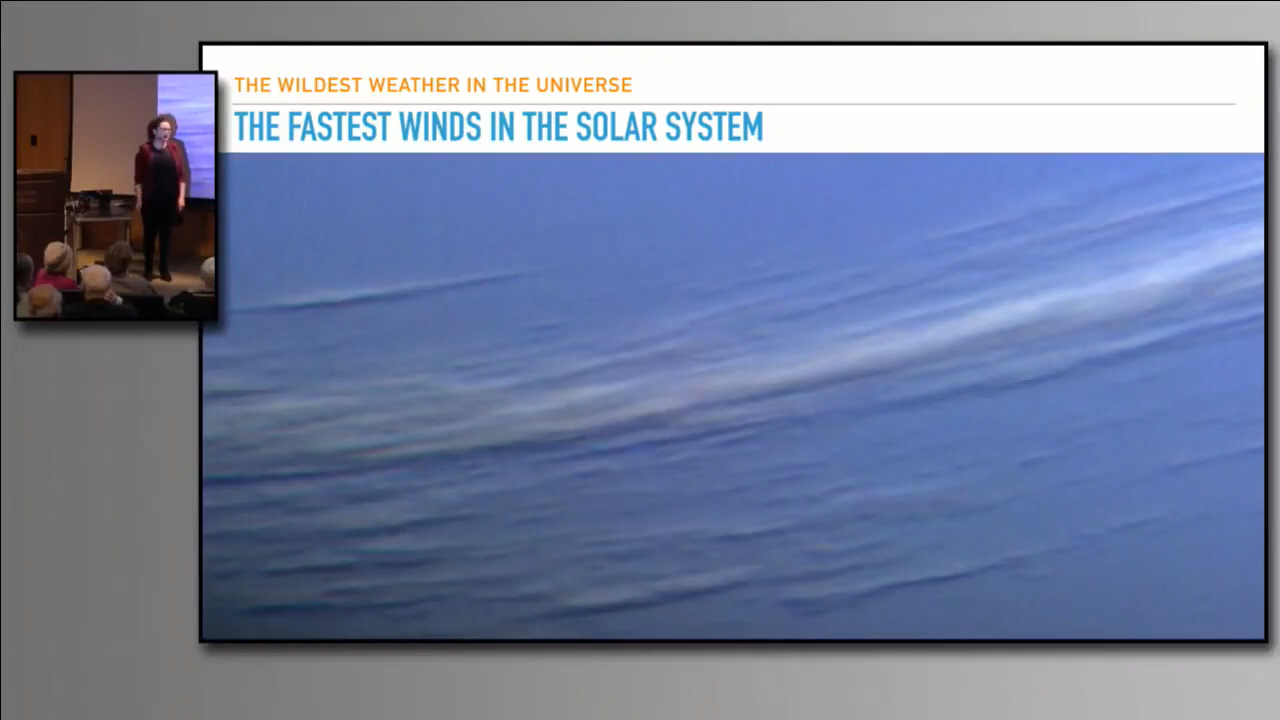 THE WILDEST WEATHER IN THE UNIVERSE
THE FASTEST WINDS IN THE SOLAR SYSTEM